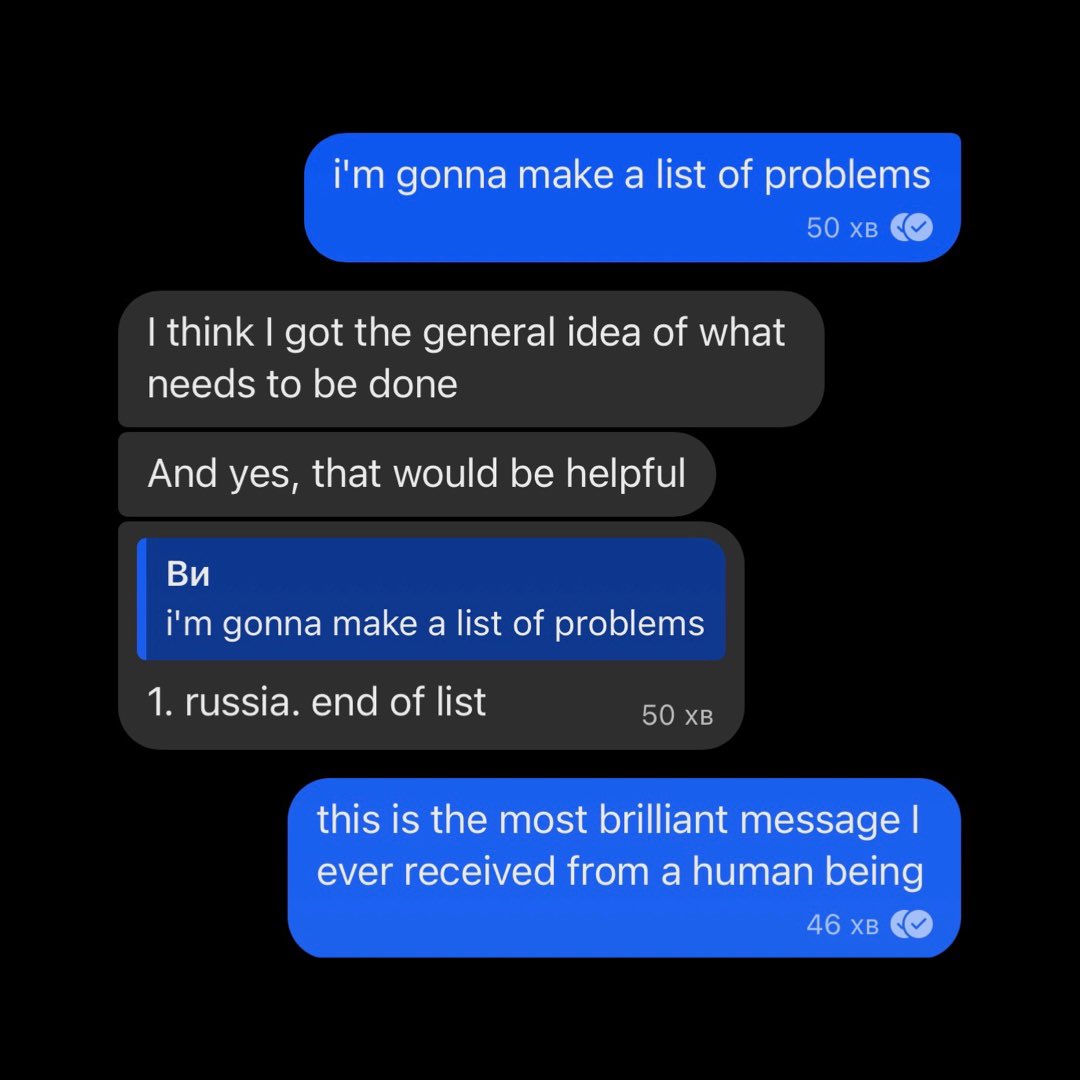 i'm gonna make a list of problems
50 хв
I think I got the general idea of what
needs to be done
And yes, that would be helpful
Ви
i'm gonna make a list of problems
1. russia. end of list
50 хв
this is the most brilliant message I
ever received from a human being
46 хв